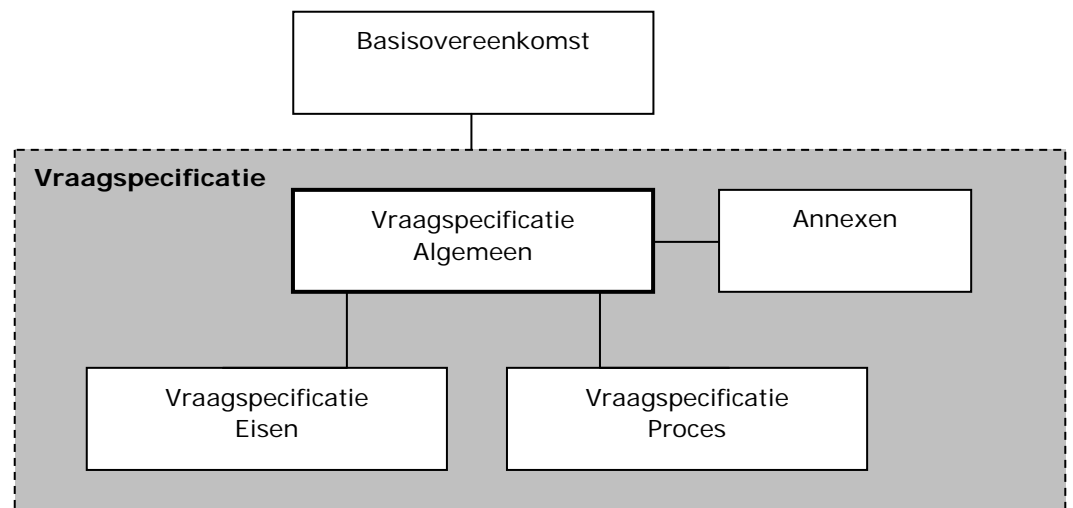 Basisovereenkomst
Vraagspecificatie
Vraagspecificatie
Algemeen
Annexen
Vraagspecificatie
Eisen
Vraagspecificatie
Proces